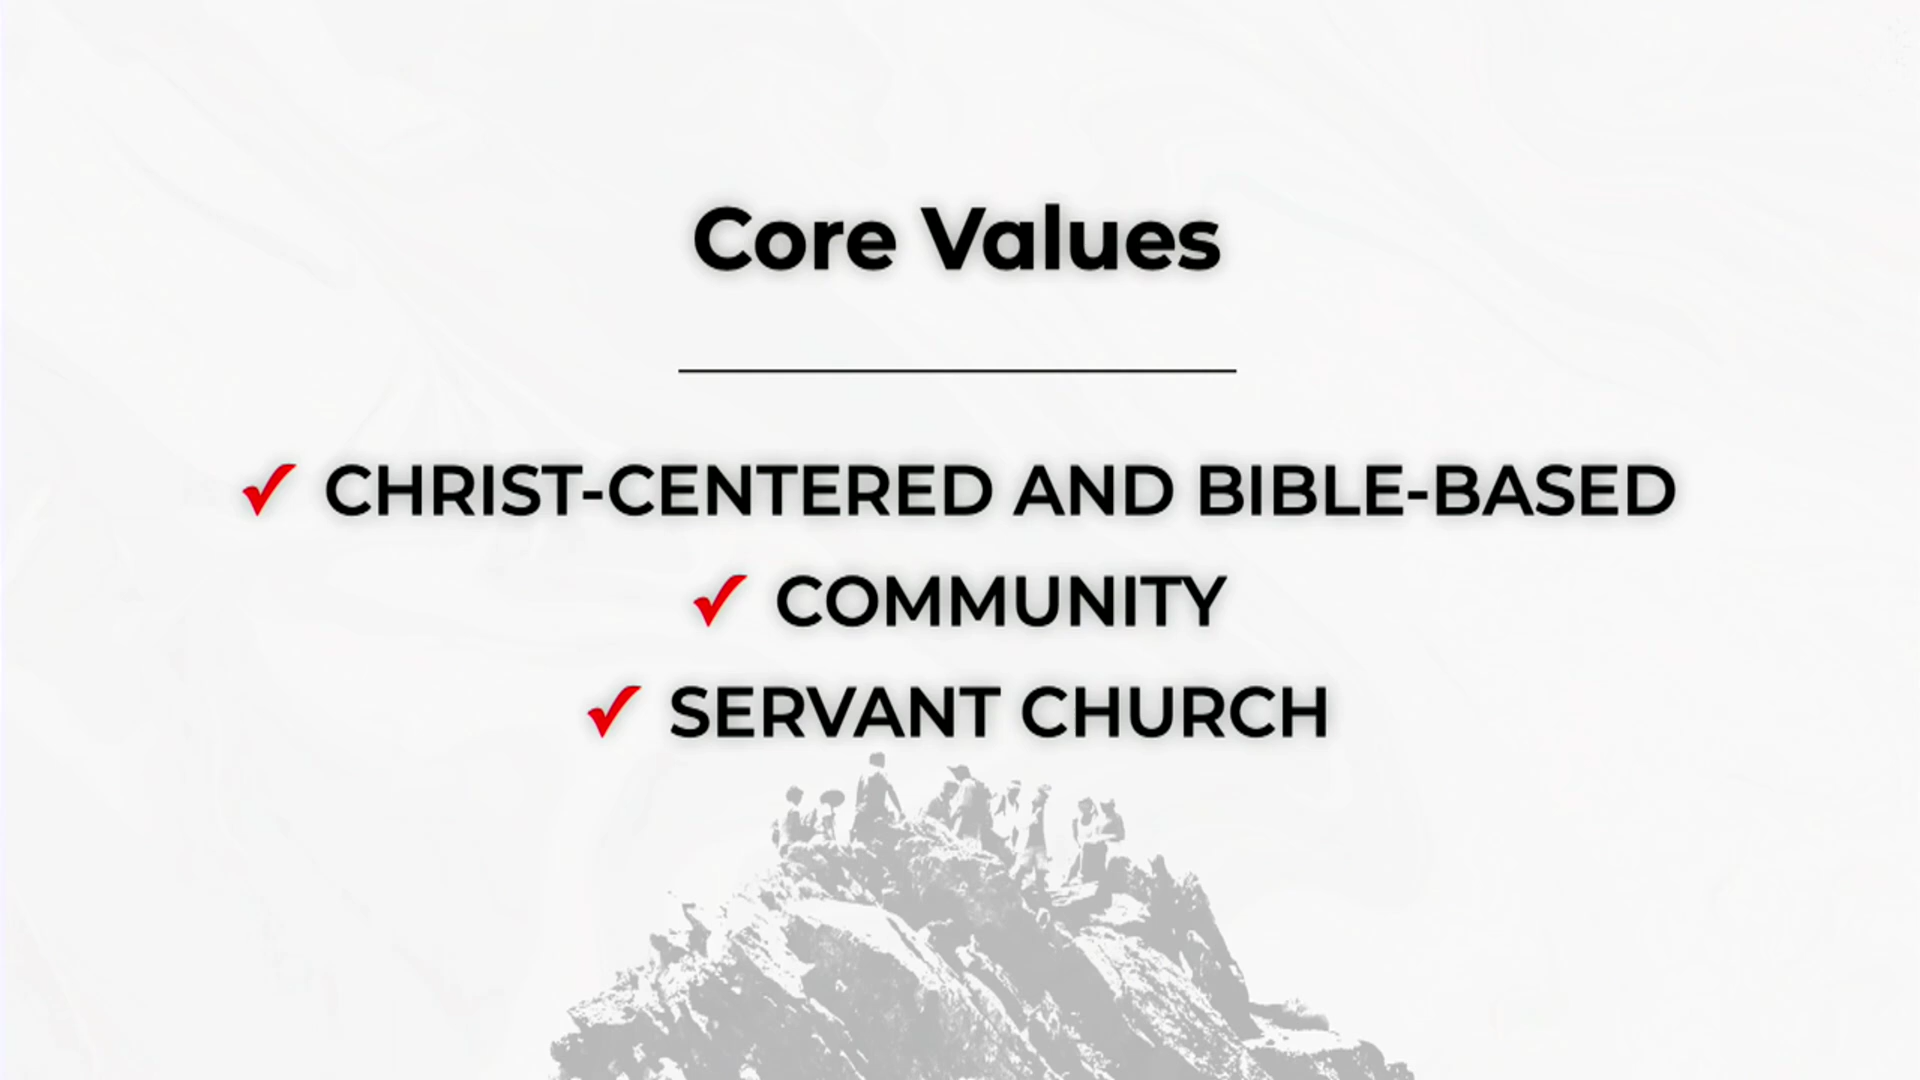 Core Values
✓ CHRIST-CENTERED AND BIBLE-BASED
✓ COMMUNITY
✓ SERVANT CHURCH